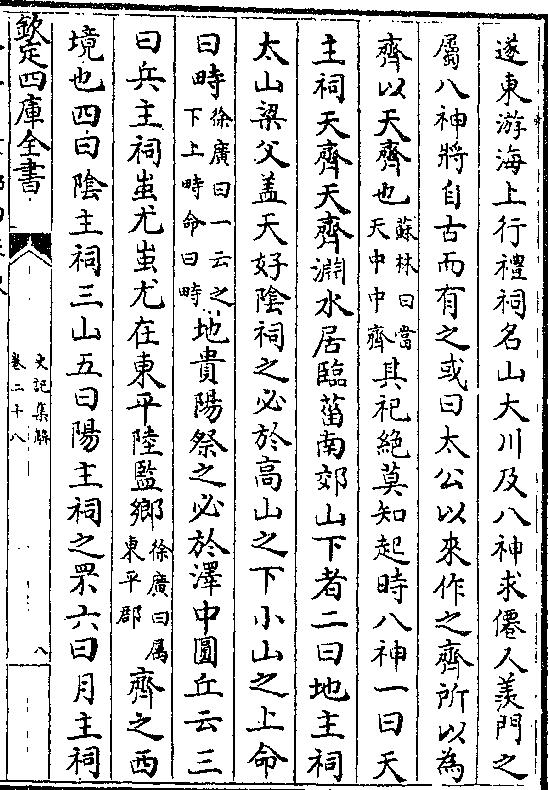 遂東游海上行禮祠名山大川及八神求僊人羨門之
屬八神將自古而有之或曰太公以來作之齊所以為
齊以天齊也蘇林曰當天中中齊其祀絕莫知起時八神一曰天
主祠天齊天齊淵水居臨菑南郊山下者二曰地主祠
太山梁父盖天好陰祠之必於高山之下小山之上命
曰畤徐廣曰一云之下上畤命曰畤地貴陽祭之必於澤中圜丘云三
曰兵主祠蚩尤蚩尤在東平陸監鄉徐廣曰屬東平郡齊之西
境也四曰陰主祠三山五曰陽主祠之罘六曰月主祠
欽定四庫全書
史記集解
卷二十八
八